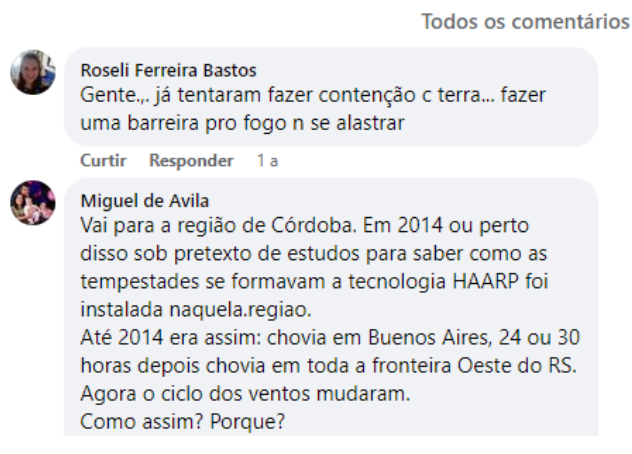 Todos os comentários
Roseli Ferreira Bastos
Gente.,. já tentaram fazer contenção c terra... fazer
uma barreira pro fogo n se alastrar
Curtir Responder 1 a
Miguel de Avila
Vai para a região de Córdoba. Em 2014 ou perto
disso sob pretexto de estudos para saber como as
tempestades se formavam a tecnologia HAARP foi
instalada naquela.regiao.
Até 2014 era assim: chovia em Buenos Aires, 24 ou 30
horas depois chovia em toda a fronteira Oeste do RS.
Agora o ciclo dos ventos mudaram.
Como assim? Porque?